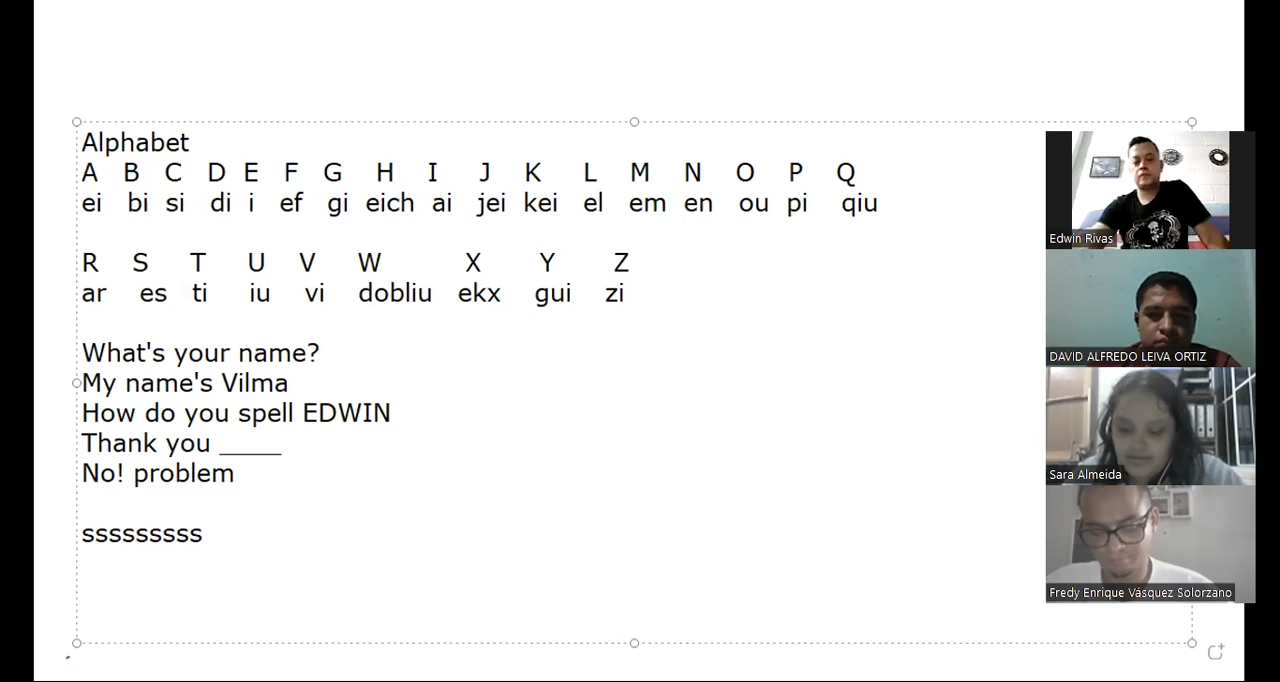 Alphabet
A B C D E F G H I J K L M N O P Q
ei bi si di i ef gi eich ai jei kei el em en ou pi qiu
R S T U V W X Y Z
ar es ti iu vi dobliu ekx gui zi
What's your name?
My name's Vilma
How do you spell EDWIN
Thank you _____
No! problem
sssssssss
Edwin Rivas
DAVID ALFREDO LEIVA ORTIZ
Sara Almeida
Fredy Enrique Vásquez Solorzano